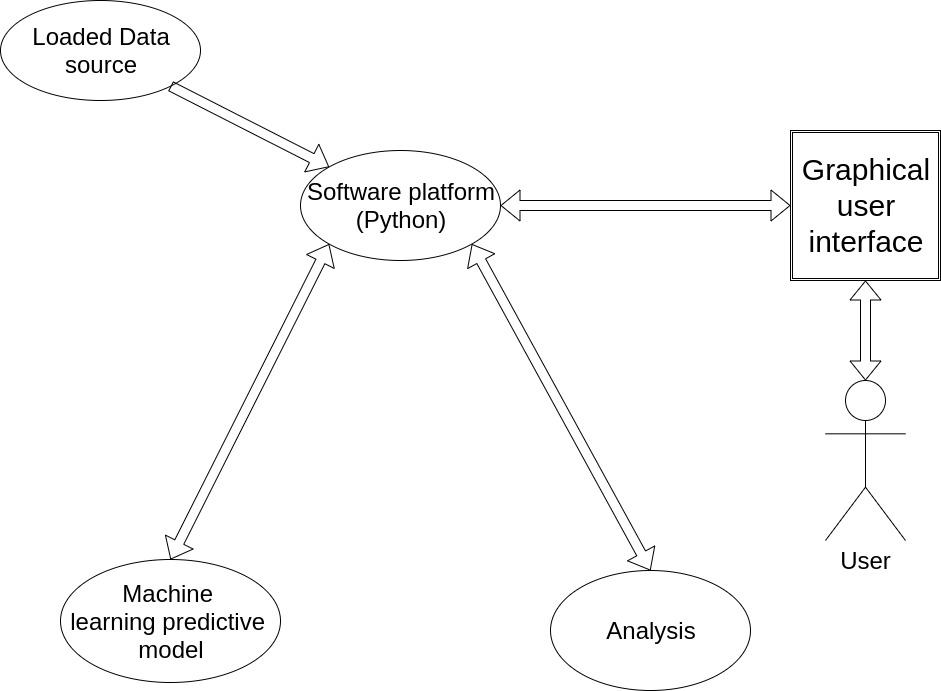 Loaded Data
source
Software platform
(Python)
Graphical
user
interface
User
Machine
learning predictive
model
Analysis